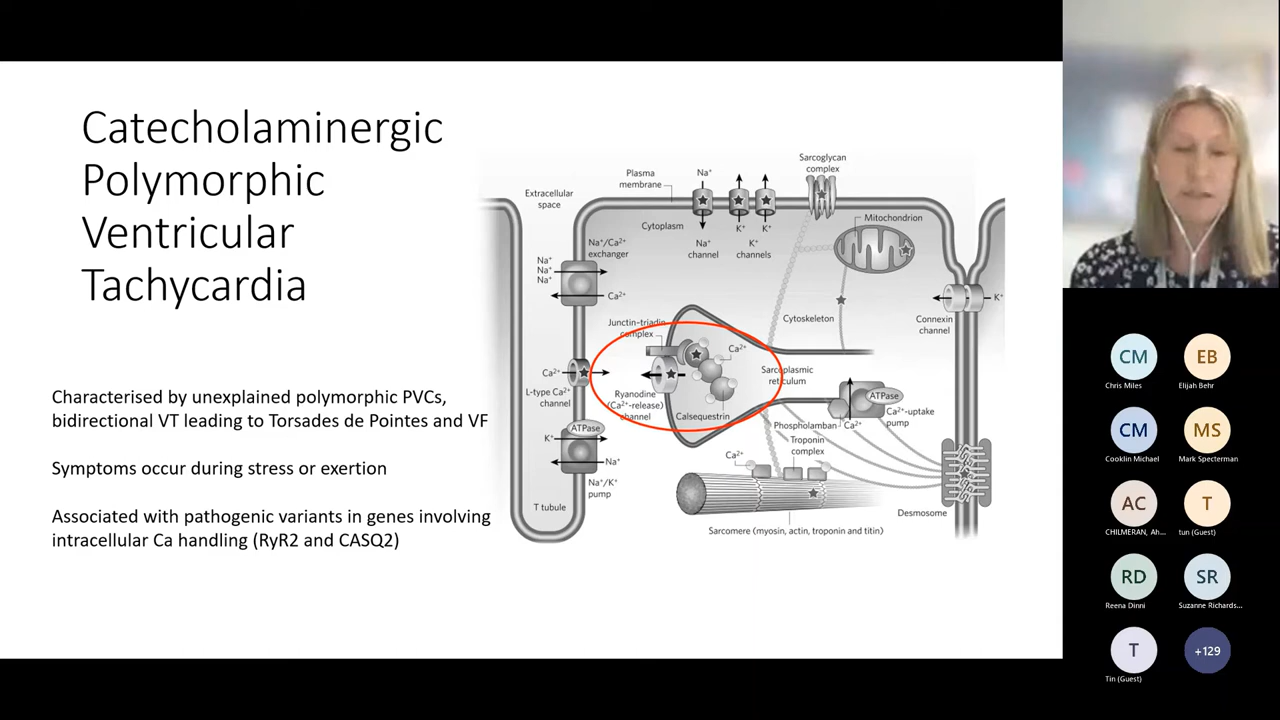 Catecholaminergic
Polymorphic
Ventricular
Tachycardia
Characterised by unexplained polymorphic PVCs,
bidirectional VT leading to Torsades de Pointes and VF
Symptoms occur during stress or exertion
Associated with pathogenic variants in genes involving
intracellular Ca handling (RyR2 and CASQ2)
Extracellular
space
Plasma
membrane
Na⁺
Sarcoglycan
complex
Cytoplasm
K⁺
K⁺
Na⁺
channel
K⁺
channels
Mitochondrion
Na⁺/Ca²⁺
exchanger
Na⁺
Na⁺
Na⁺
Ca²⁺
Connexin
channel
K⁺
Cytoskeleton
Junctin-triadin
complex
Ca²⁺
Sarcoplasmic
reticulum
Ca²⁺
L-type Ca²⁺
channel
Ryanodine
(Ca²⁺-release)
channel
Calsequestrin
ATPase
Ca²⁺-uptake
pump
Phospholamban
Ca²⁺
ATPase
K⁺
Na⁺
Na⁺/K⁺
pump
T tubule
Troponin
complex
Ca²⁺
Desmosome
Sarcomere (myosin, actin, troponin and titin)
CM
Chris Miles
EB
Elijah Behr
CM
Cooklin Michael
MS
Mark Specterman
AC
CHILMERAN, Ah...
T
tun (Guest)
RD
Reena Dinni
SR
Suzanne Richards...
T
Tin (Guest)
+129